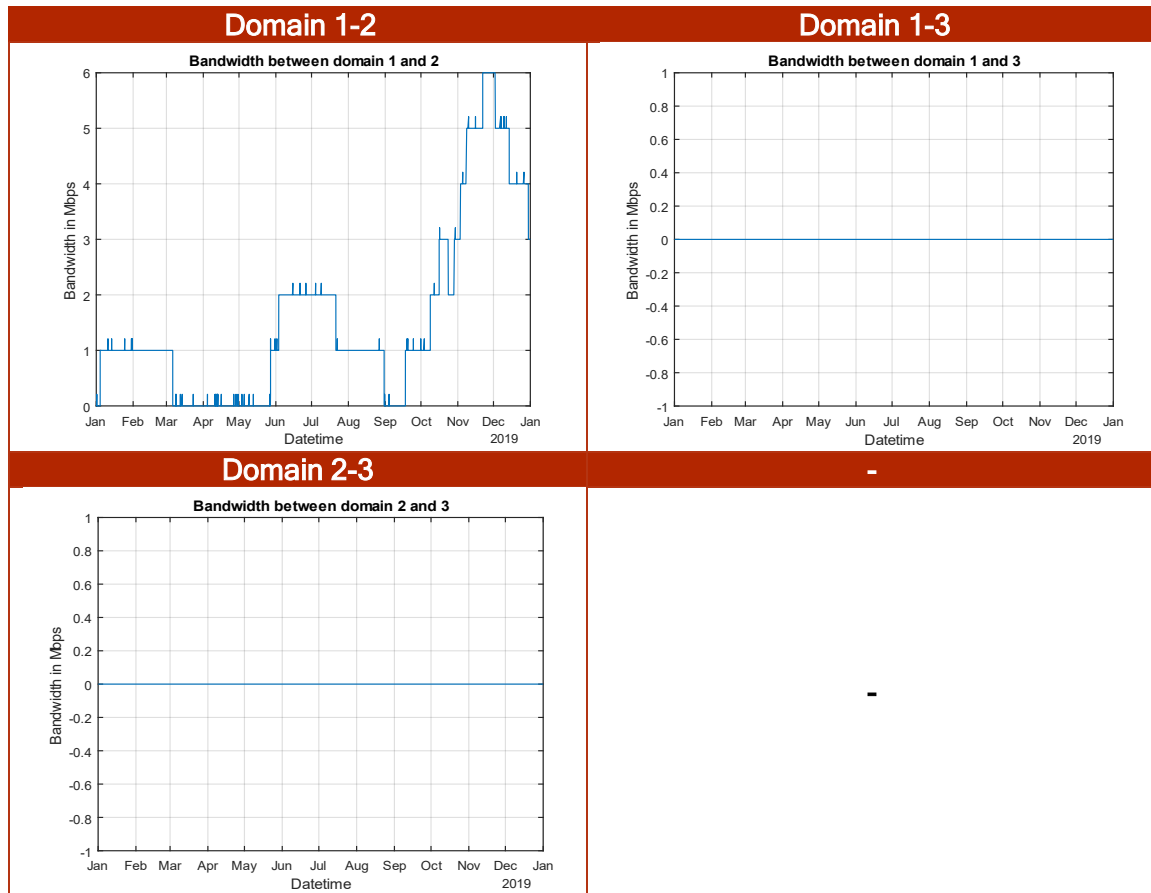 Domain 1-2
Domain 1-3
Bandwidth between domain 1 and 2
6
5
4
3
2
1
0
Bandwidth in Mbps
Jan Feb Mar Apr May Jun Jul Aug Sep Oct Nov Dec Jan
Datetime
2019
Bandwidth between domain 1 and 3
1
0.8
0.6
0.4
0.2
0
-0.2
-0.4
-0.6
-0.8
-1
Bandwidth in Mbps
Jan Feb Mar Apr May Jun Jul Aug Sep Oct Nov Dec Jan
Datetime
2019
Domain 2-3
-
Bandwidth between domain 2 and 3
1
0.8
0.6
0.4
0.2
0
-0.2
-0.4
-0.6
-0.8
-1
Bandwidth in Mbps
Jan Feb Mar Apr May Jun Jul Aug Sep Oct Nov Dec Jan
Datetime
2019
-